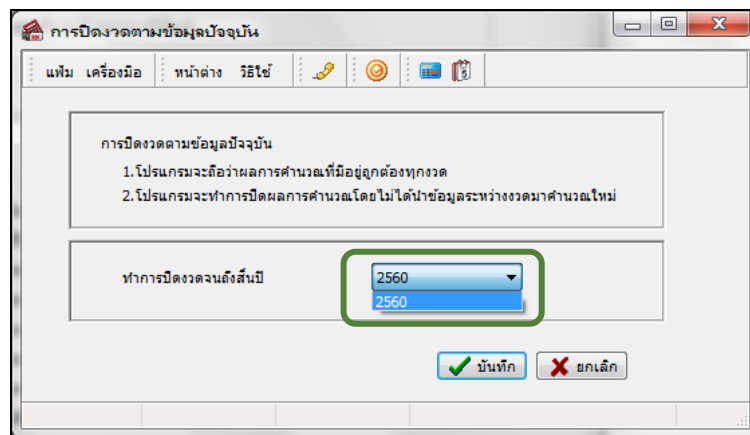 การปิดงวดตามข้อมูลปัจจุบัน
แฟ้ม เครื่องมือ หน้าต่าง วิธีใช้ 5
การปิดงวดตามข้อมูลปัจจุบัน
1.โปรแกรมจะถือว่าผลการคำนวณที่มีอยู่ถูกต้องทุกงวด
2.โปรแกรมจะทำการปิดผลการคำนวณโดยไม่ได้นำข้อมูลระหว่างงวดมาคำนวณใหม่
ทำการปิดงวดจนถึงสิ้นปี 2560
2560
บันทึก ยกเลิก